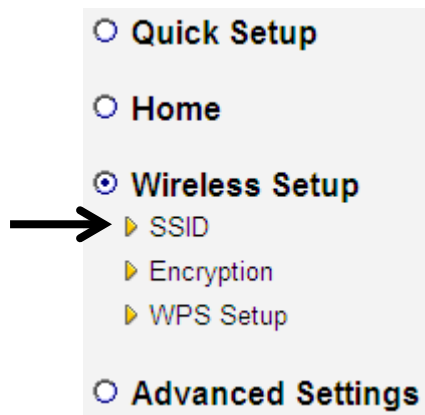 Quick Setup
Home
Wireless Setup
SSID
Encryption
WPS Setup
Advanced Settings